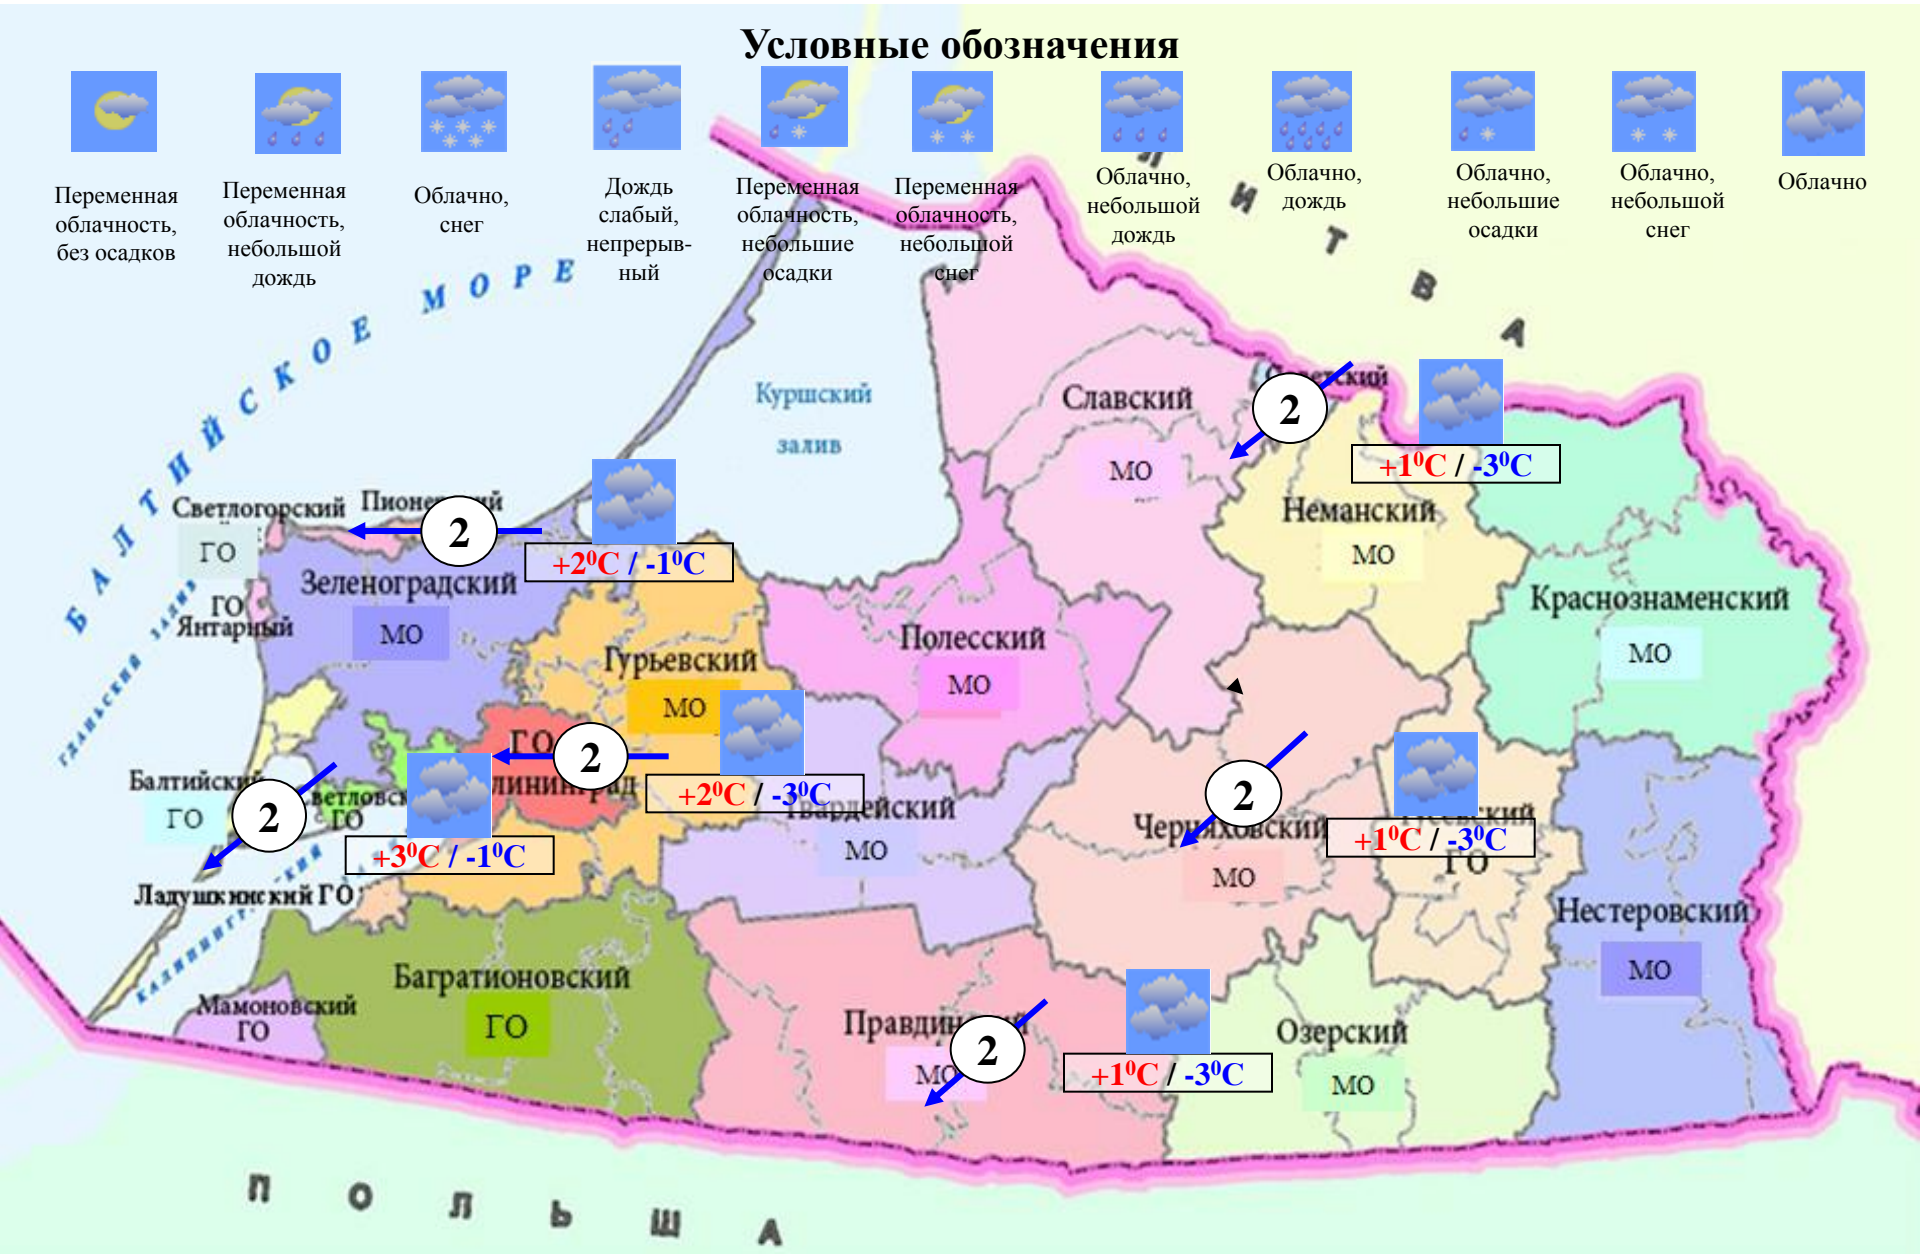 Условные обозначения
Переменная
облачность,
без осадков
Переменная
облачность,
небольшой
дождь
Облачно,
снег
Дождь
слабый,
непрерыв-
ный
Переменная
облачность,
небольшие
осадки
Переменная
облачность,
небольшой
снег
Облачно,
небольшой
дождь
Облачно,
дождь
Облачно,
небольшие
осадки
Облачно,
небольшой
снег
Облачно
БАЛТИЙСКОЕ МОРЕ
ЛИТВА
Куршский
залив
Славский
МО
2
+1⁰С / -3⁰С
Неманский
МО
Светлогорский
ГО
2
+2⁰С / -1⁰С
Зеленоградский
МО
ГО
Янтарный
Краснознаменский
МО
Полесский
МО
Гурьевский
МО
ГО
2
+2⁰С / -3⁰С
Балтийский
ГО
2
ГО
+3⁰С / -1⁰С
МО
Черняховский
МО
2
+1⁰С / -3⁰С
ГО
Ладушкинский ГО
Нестеровский
МО
Багратионовский
ГО
Мамоновский
ГО
МО
2
+1⁰С / -3⁰С
Озерский
МО
ПОЛЬША